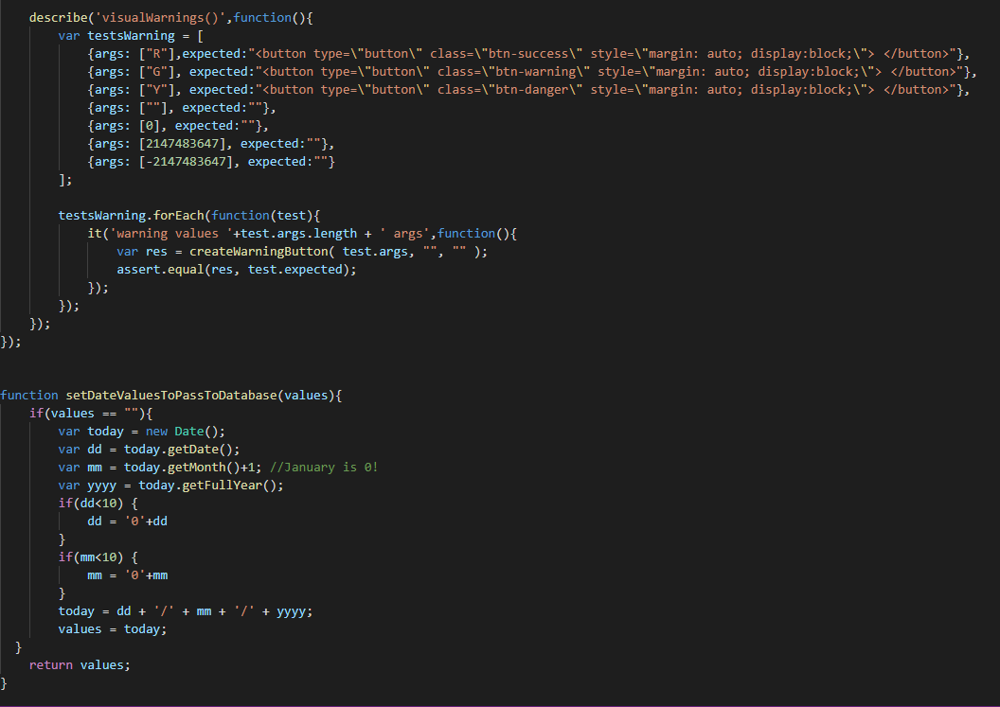 describe('visualWarnings()',function(){
var testsWarning = [
{args: ["R"],expected:"<button type=\"button\" class=\"btn-success\" style=\"margin: auto; display:block;\"> </button>"},
{args: ["G"], expected:"<button type=\"button\" class=\"btn-warning\" style=\"margin: auto; display:block;\"> </button>"},
{args: ["Y"], expected:"<button type=\"button\" class=\"btn-danger\" style=\"margin: auto; display:block;\"> </button>"},
{args: [""], expected:""},
{args: [0], expected:""},
{args: [2147483647], expected:""},
{args: [-2147483647], expected:""}
];
testsWarning.forEach(function(test){
it('warning values '+test.args.length + ' args',function(){
var res = createWarningButton( test.args, "", "" );
assert.equal(res, test.expected);
});
});
});
});
function setDateValuesToPassToDatabase(values){
if(values == ""){
var today = new Date();
var dd = today.getDate();
var mm = today.getMonth()+1; //January is 0!
var yyyy = today.getFullYear();
if(dd<10) {
dd = '0'+dd
}
if(mm<10) {
mm = '0'+mm
}
today = dd + '/' + mm + '/' + yyyy;
values = today;
}
return values;
}